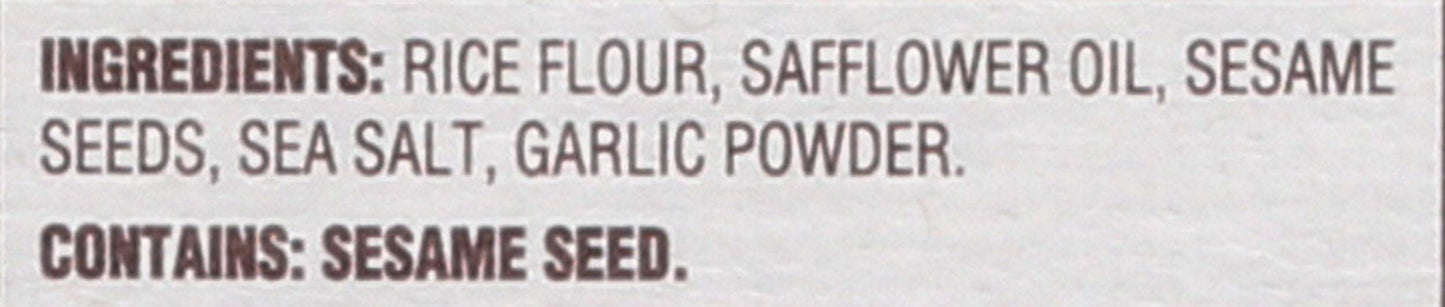 INGREDIENTS: RICE FLOUR, SAFFLOWER OIL, SESAME
SEEDS, SEA SALT, GARLIC POWDER.
CONTAINS: SESAME SEED.